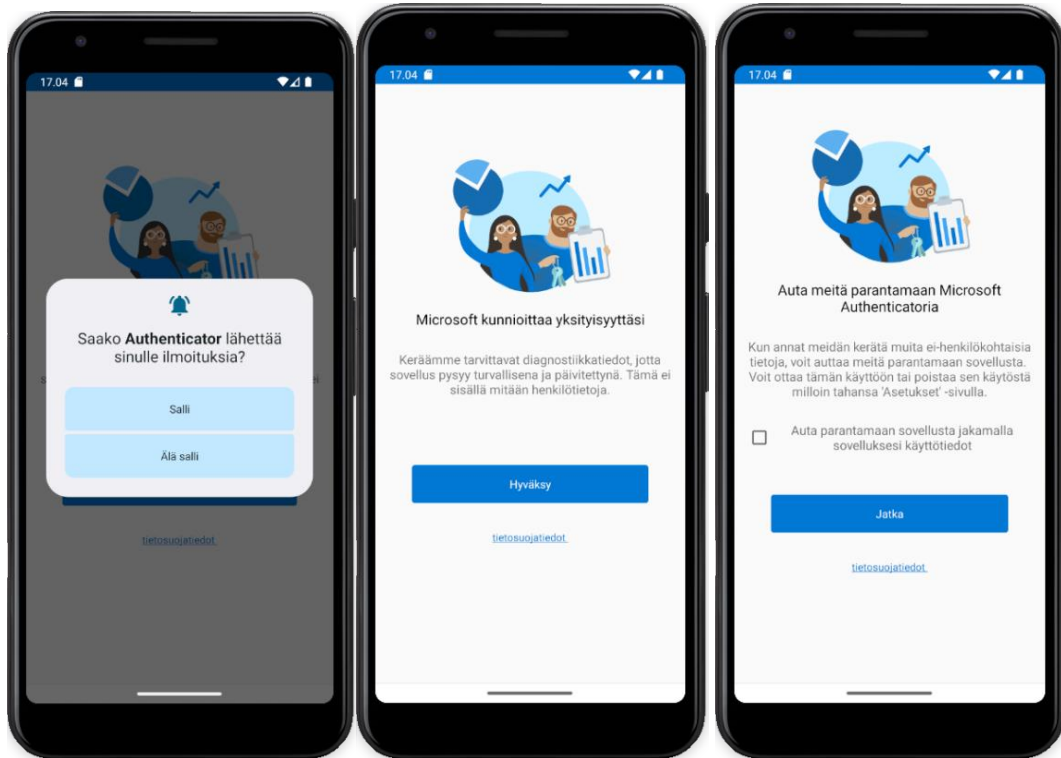 17.04
Saako Authenticator lähettää
sinulle ilmoituksia?
Salli
Älä salli
tietosuojatiedot
17.04
Microsoft kunnioittaa yksityisyyttäsi
Keräämme tarvittavat diagnostiikkatiedot, jotta
sovellus pysyy turvallisena ja päivitettynä. Tämä ei
sisällä mitään henkilötietoja.
Hyväksy
tietosuojatiedot
17.04
Auta meitä parantamaan Microsoft
Authenticatoria
Kun annat meidän kerätä muita ei-henkilökohtaisia
tietoja, voit auttaa meitä parantamaan sovellusta.
Voit ottaa tämän käyttöön tai poistaa sen käytöstä
milloin tahansa 'Asetukset' -sivulla.
Auta parantamaan sovellusta jakamalla
sovelluksesi käyttötiedot
Jatka
tietosuojatiedot